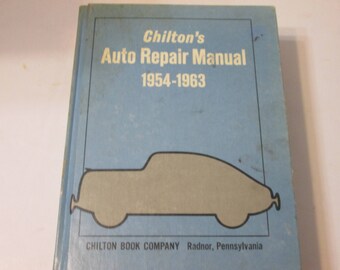 Chilton's
Auto Repair Manual
1954-1963
CHILTON BOOK COMPANY Radnor, Pennsylvania